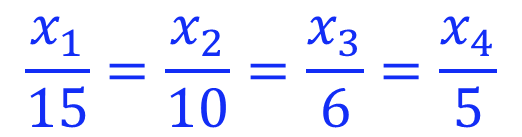 x₁/15 = x₂/10 = x₃/6 = x₄/5